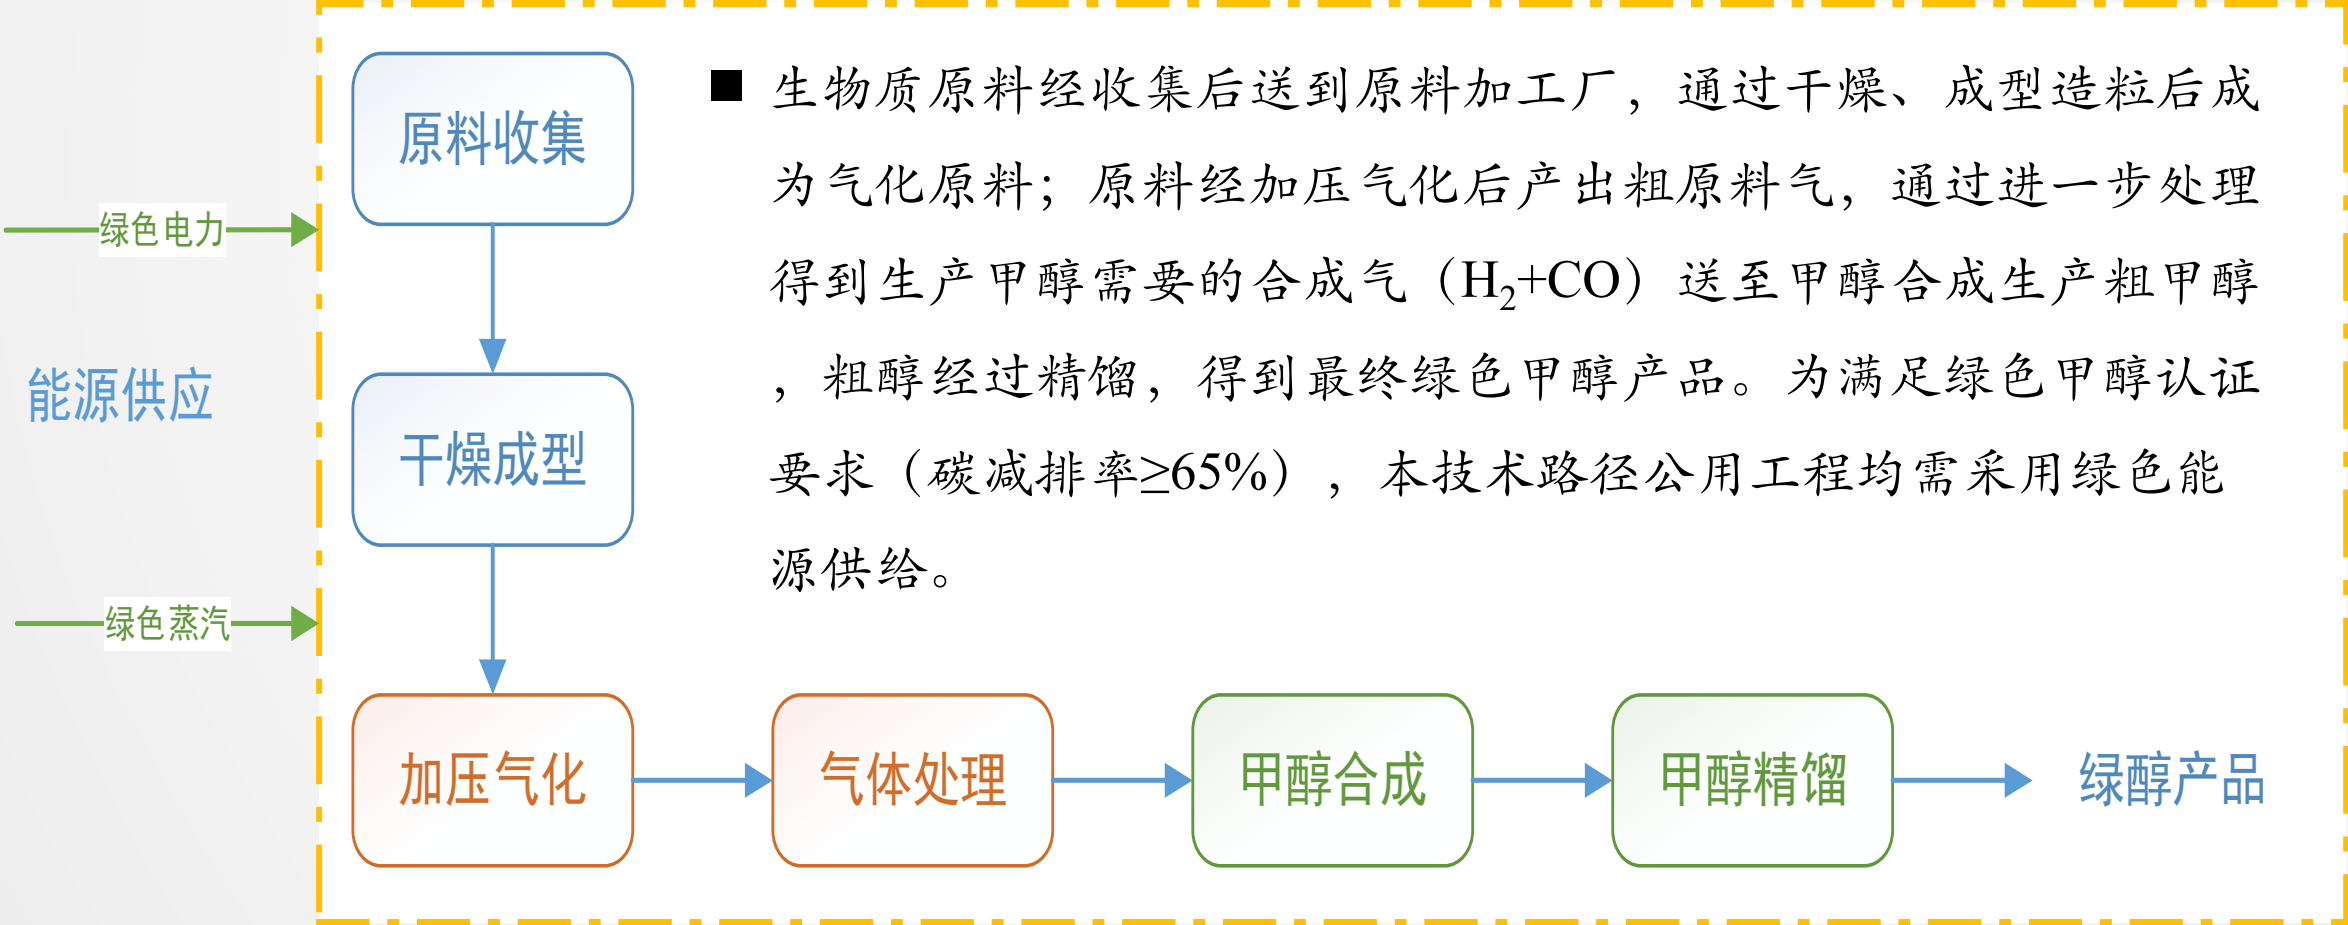 绿色电力
能源供应
绿色蒸汽
原料收集
干燥成型
■ 生物质原料经收集后送到原料加工厂，通过干燥、成型造粒后成
为气化原料；原料经加压气化后产出粗原料气，通过进一步处理
得到生产甲醇需要的合成气（H₂+CO）送至甲醇合成生产粗甲醇
，粗醇经过精馏，得到最终绿色甲醇产品。为满足绿色甲醇认证
要求（碳减排率≥65%），本技术路径公用工程均需采用绿色能
源供给。
加压气化
气体处理
甲醇合成
甲醇精馏
绿醇产品